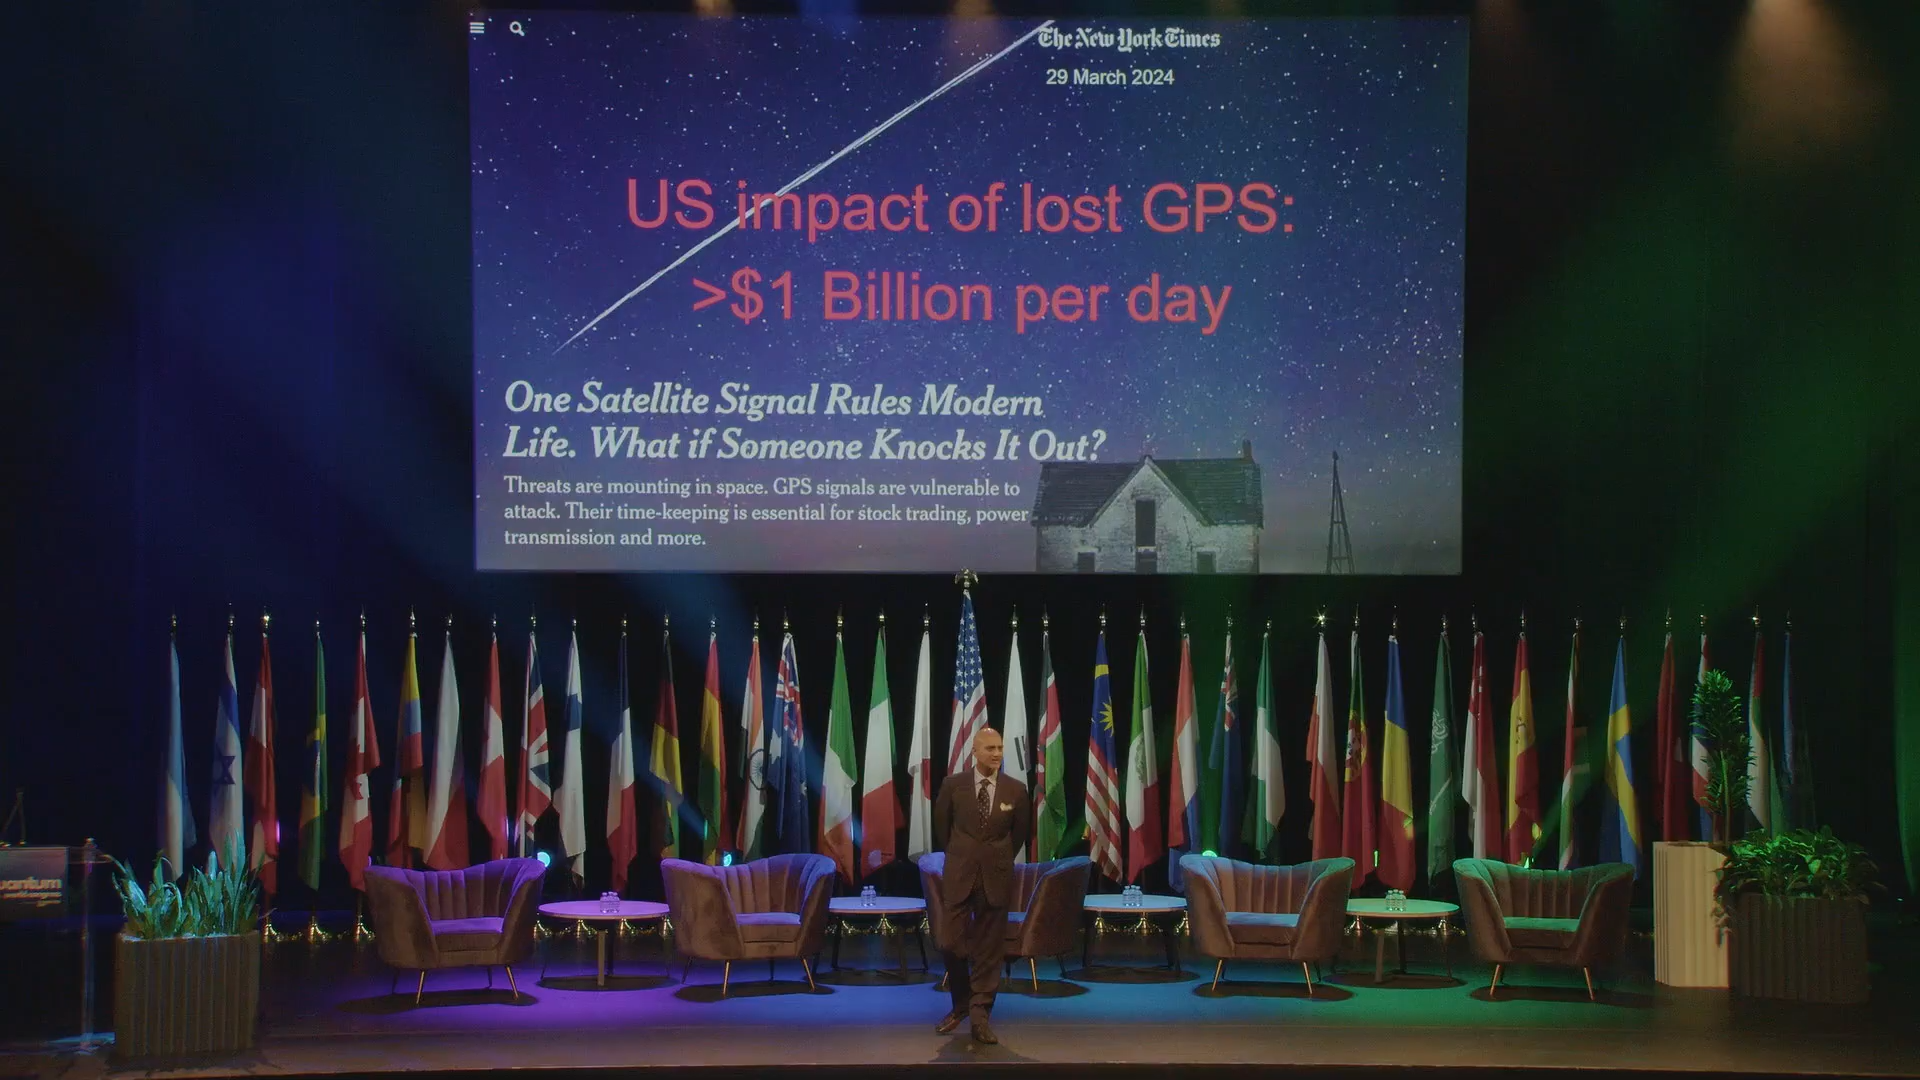 The New York Times
29 March 2024
US impact of lost GPS:
>$1 Billion per day
One Satellite Signal Rules Modern
Life. What if Someone Knocks It Out?
Threats are mounting in space. GPS signals are vulnerable to
attack. Their time-keeping is essential for stock trading, power
transmission and more.